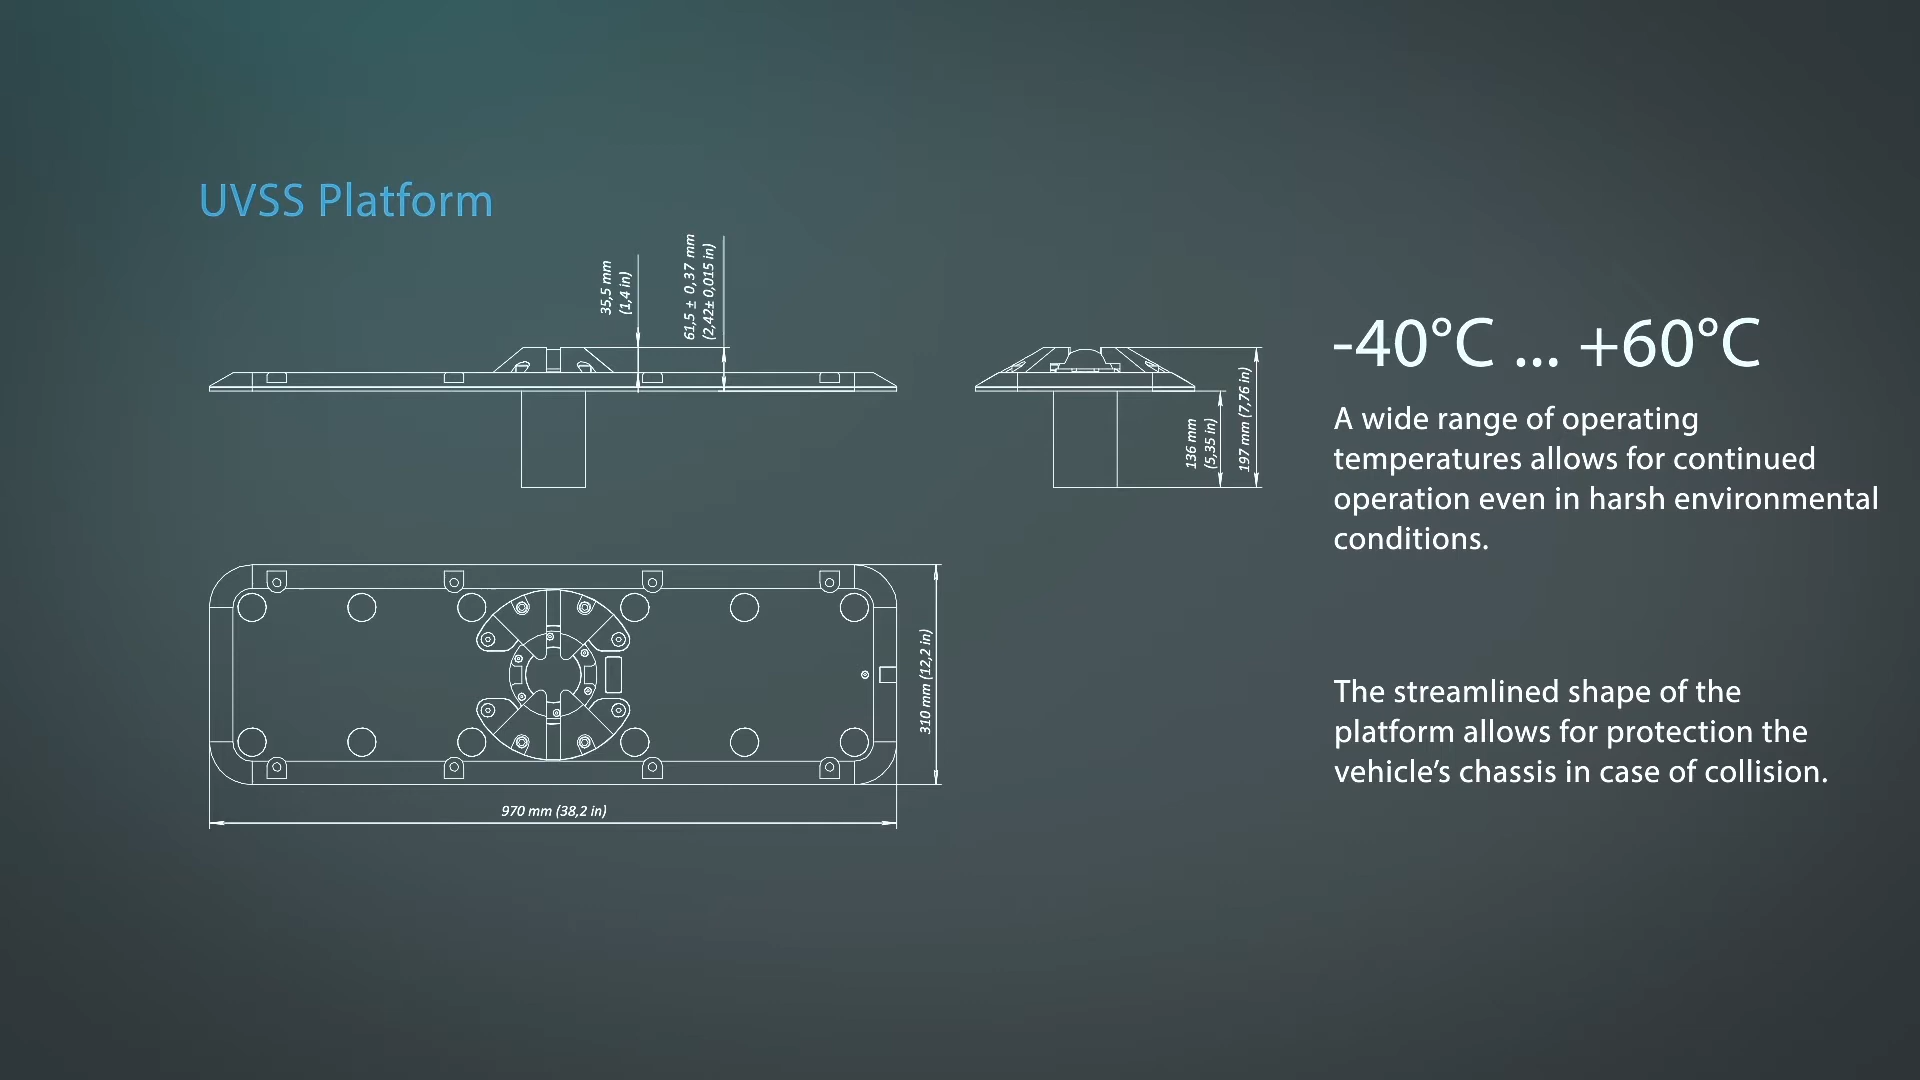 UVSS Platform
35,5 mm
(1,4 in)
61,5 ± 0,37 mm
(2,42± 0,015 in)
136 mm
(5,35 in)
197 mm (7,76 in)
310 mm (12,2 in)
970 mm (38,2 in)
-40°C ... +60°C
A wide range of operating
temperatures allows for continued
operation even in harsh environmental
conditions.
The streamlined shape of the
platform allows for protection the
vehicle’s chassis in case of collision.